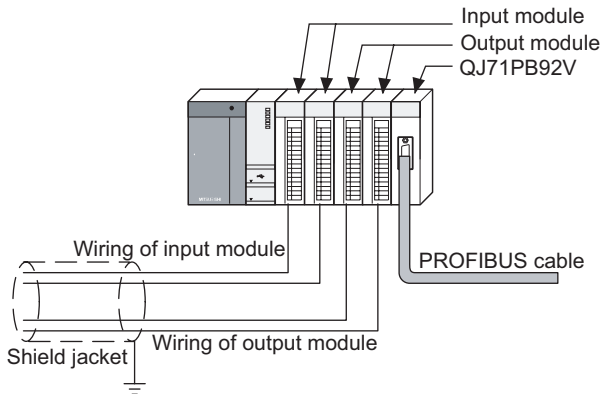 Input module
Output module
QJ71PB92V
Wiring of input module
PROFIBUS cable
Wiring of output module
Shield jacket